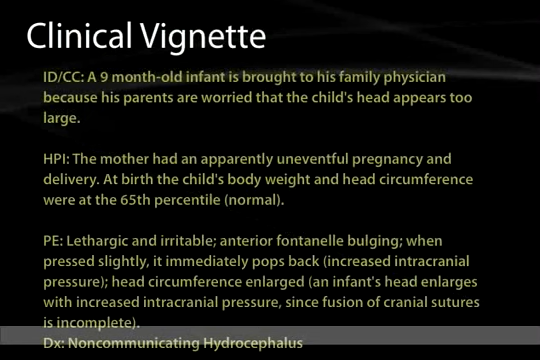 Clinical Vignette
ID/CC: A 9 month-old infant is brought to his family physician
because his parents are worried that the child's head appears too
large.
HPI: The mother had an apparently uneventful pregnancy and
delivery. At birth the child's body weight and head circumference
were at the 65th percentile (normal).
PE: Lethargic and irritable; anterior fontanelle bulging; when
pressed slightly, it immediately pops back (increased intracranial
pressure); head circumference enlarged (an infant's head enlarges
with increased intracranial pressure, since fusion of cranial sutures
is incomplete).
Dx: Noncommunicating Hydrocephalus